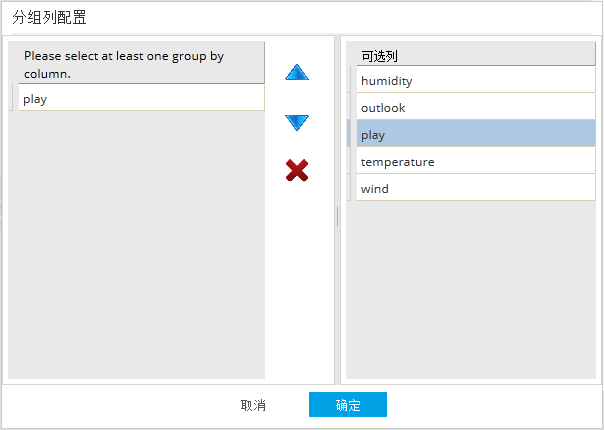 分组列配置
Please select at least one group by
column.
play
可选列
humidity
outlook
play
temperature
wind
取消
确定